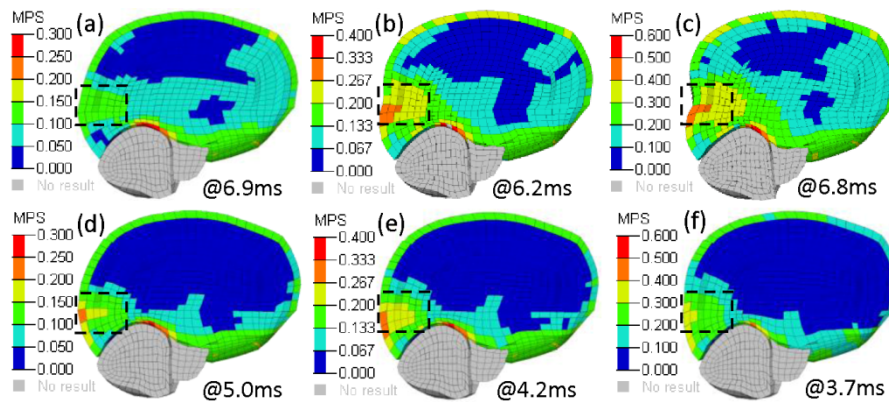 MPS (a)
0.300
0.250
0.200
0.150
0.100
0.050
0.000
No result
@6.9ms
MPS (b)
0.400
0.333
0.267
0.200
0.133
0.067
0.000
No result
@6.2ms
MPS (c)
0.600
0.500
0.400
0.300
0.200
0.100
0.000
No result
@6.8ms
MPS (d)
0.300
0.250
0.200
0.150
0.100
0.050
0.000
No result
@5.0ms
MPS (e)
0.400
0.333
0.267
0.200
0.133
0.067
0.000
No result
@4.2ms
MPS (f)
0.600
0.500
0.400
0.300
0.200
0.100
0.000
No result
@3.7ms